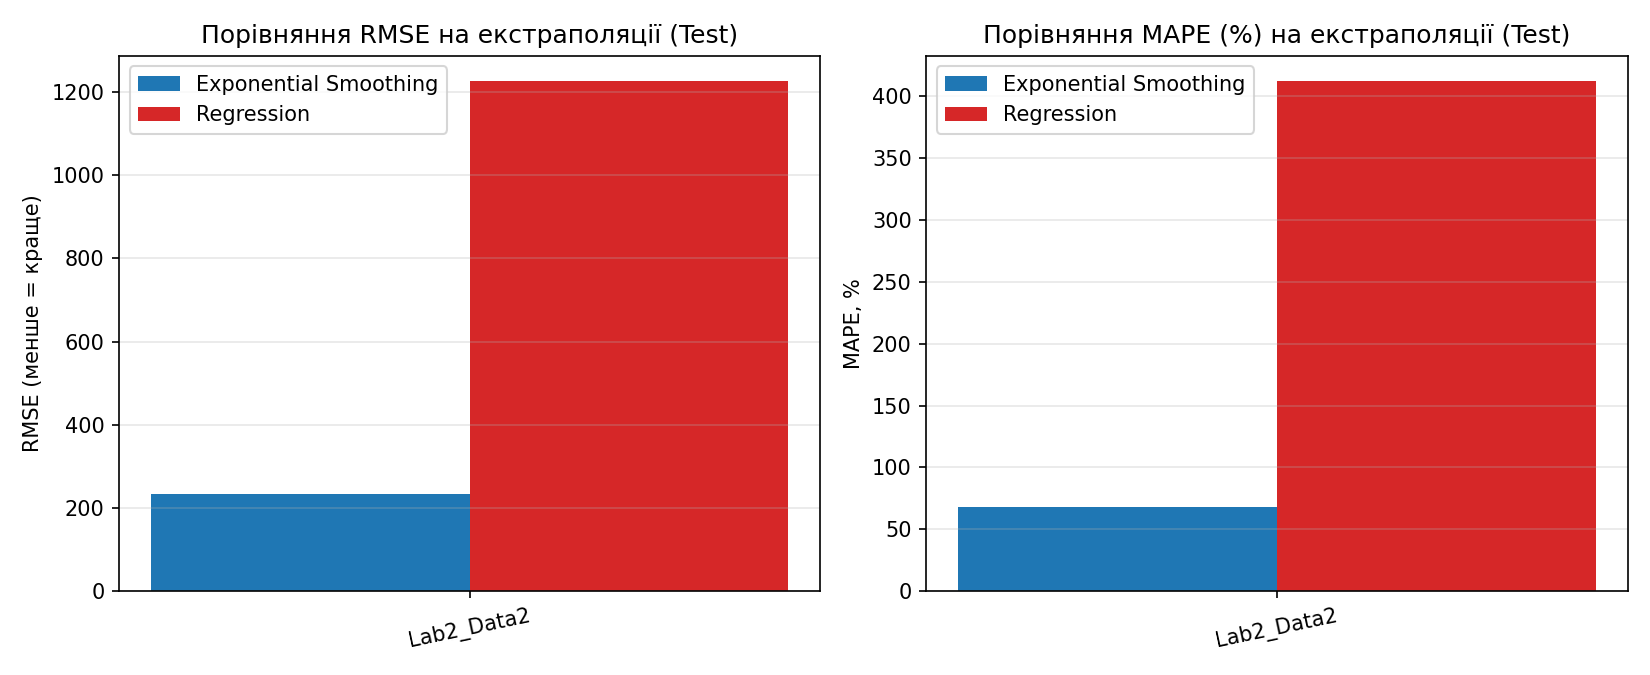 Порівняння RMSE на екстраполяції (Test)
RMSE (менше = краще)
1200
1000
800
600
400
200
0
Exponential Smoothing
Regression
Lab2_Data2
Порівняння MAPE (%) на екстраполяції (Test)
MAPE, %
400
350
300
250
200
150
100
50
0
Exponential Smoothing
Regression
Lab2_Data2